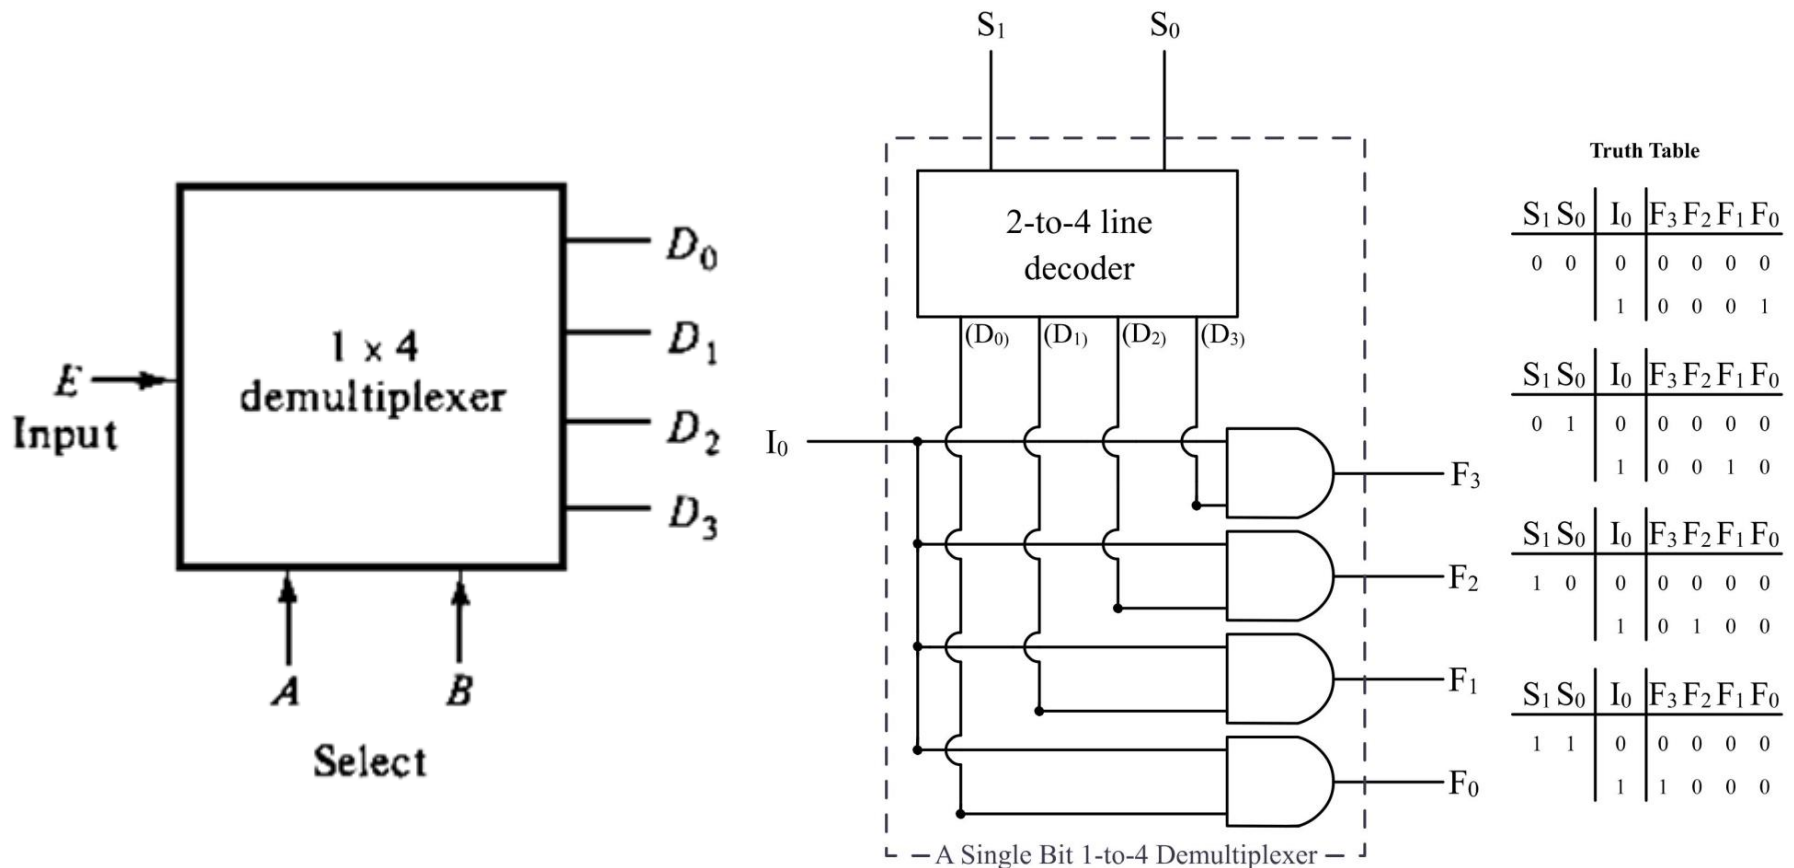 1 x 4
demultiplexer
E
Input
D0
D1
D2
D3
A
B
Select
S1
S0
2-to-4 line
decoder
(D0)
(D1)
(D2)
(D3)
I0
F3
F2
F1
F0
A Single Bit 1-to-4 Demultiplexer
Truth Table
S1 S0 I0 F3 F2 F1 F0
0 0 0 0 0 0 0
1 0 0 0 1
S1 S0 I0 F3 F2 F1 F0
0 1 0 0 0 0 0
1 0 0 1 0
S1 S0 I0 F3 F2 F1 F0
1 0 0 0 0 0 0
1 0 1 0 0
S1 S0 I0 F3 F2 F1 F0
1 1 0 0 0 0 0
1 1 0 0 0